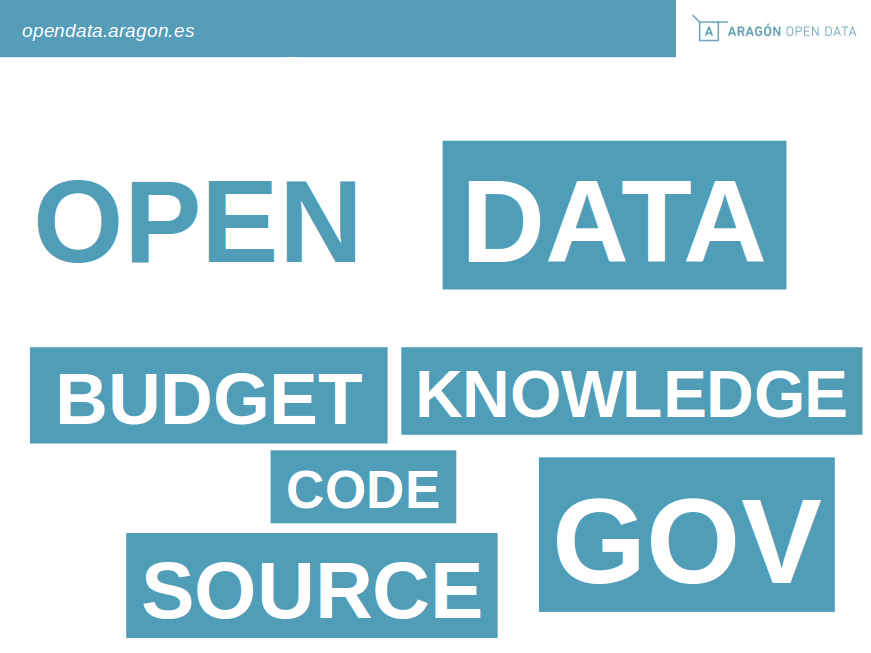 opendata.aragon.es
A ARAGÓN OPEN DATA
OPEN DATA
BUDGET KNOWLEDGE
CODE
GOV
SOURCE